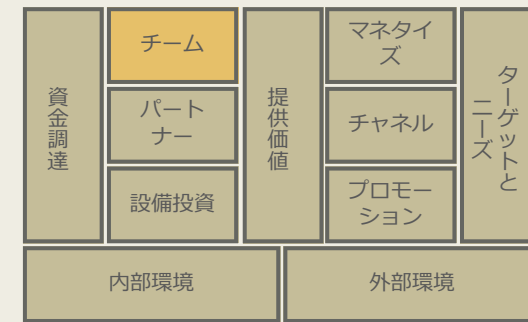 資金調達
チーム
パート
ナー
設備投資
提供価値
マネタイ
ズ
チャネル
プロモー
ション
ターゲットと
ニーズ
内部環境
外部環境